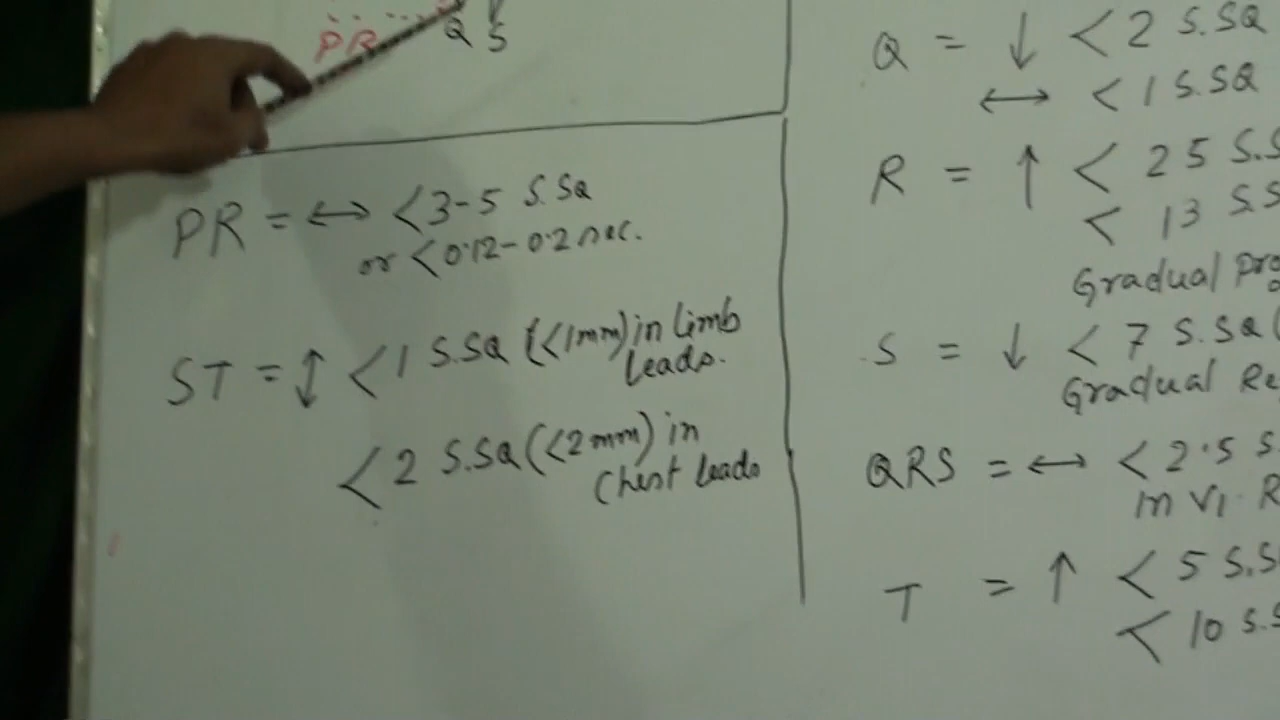 PR
Q S
PR = ↔ < 3-5 S.SQ
or < 0.12-0.2 sec.
ST = ↕ < 1 S.SQ (<1mm) in limb
leads.
< 2 S.SQ (<2mm) in
Chest leads
Q = ↓ < 2 S.SQ
↔ < 1 S.SQ
R = ↑ < 25 S.S
< 13 S.S
Gradual Pro
S = ↓ < 7 S.SQ (
Gradual Re
QRS = ↔ < 2.5 S.
in V1 R
T = ↑ < 5 S.S
< 10 S.S